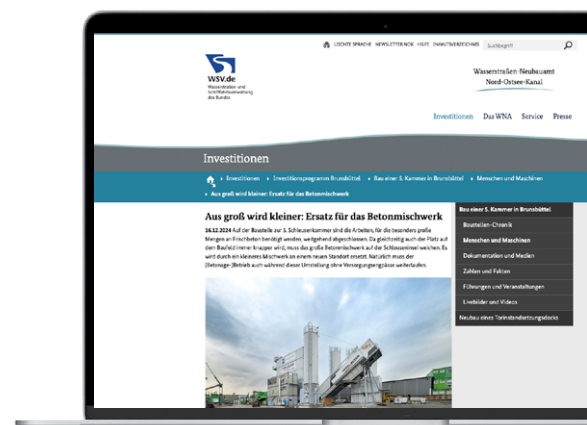 LEICHTE SPRACHE NEWSLETTER NOK HILFE INHALTSVERZEICHNIS Suchbegriff
WSV.de
Wasserstraßen- und
Schifffahrtsverwaltung
des Bundes
Wasserstraßen-Neubauamt
Nord-Ostsee-Kanal
Investitionen Das WNA Service Presse
Investitionen
Investitionen Investitionsprogramm Brunsbüttel Bau einer 5. Kammer in Brunsbüttel Menschen und Maschinen
Aus groß wird kleiner: Ersatz für das Betonmischwerk
Aus groß wird kleiner: Ersatz für das Betonmischwerk
16.12.2024 Auf der Baustelle zur 5. Schleusenkammer sind die Arbeiten, für die besonders große
Mengen an Frischbeton benötigt werden, weitgehend abgeschlossen. Da gleichzeitig auch der Platz auf
dem Baufeld immer knapper wird, muss das große Betonmischwerk auf der Schleuseninsel weichen. Es
wird durch ein kleineres Mischwerk an einem neuen Standort ersetzt. Natürlich muss der
(Betonage-)Betrieb auch während dieser Umstellung ohne Versorgungsengpässe weiterlaufen.
Bau einer 5. Kammer in Brunsbüttel
Baustellen-Chronik
Menschen und Maschinen
Dokumentation und Medien
Zahlen und Fakten
Führungen und Veranstaltungen
Livebilder und Videos
Neubau eines Torinstandsetzungsdocks